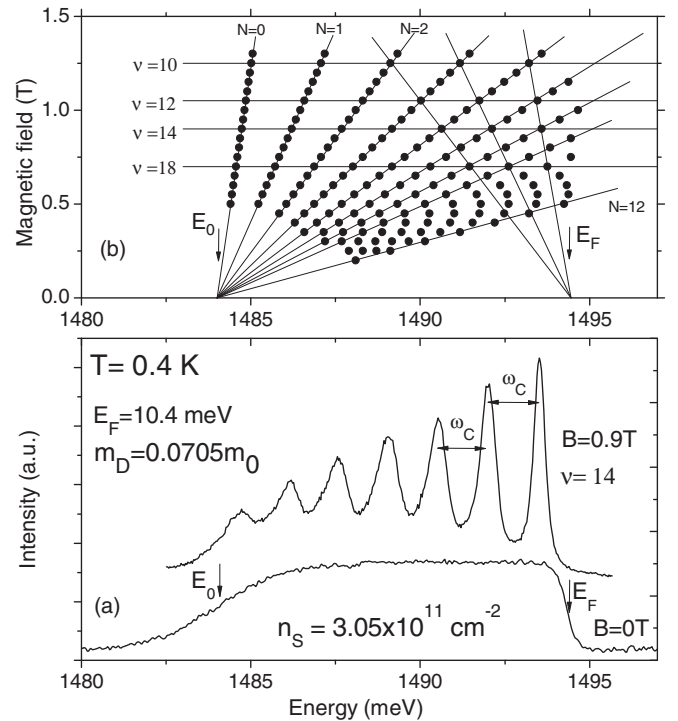 N=0 N=1 N=2
1.5
ν =10
ν =12
1.0
ν =14
ν =18
0.5
E0
N=12
(b)
EF
0.0
Magnetic field (T)
1480 1485 1490 1495
T= 0.4 K
ωC
EF=10.4 meV
ωC
mD=0.0705m0
B=0.9T
ν= 14
E0
EF
(a)
nS = 3.05x10^11 cm^-2
B=0T
Intensity (a.u.)
1480 1485 1490 1495
Energy (meV)